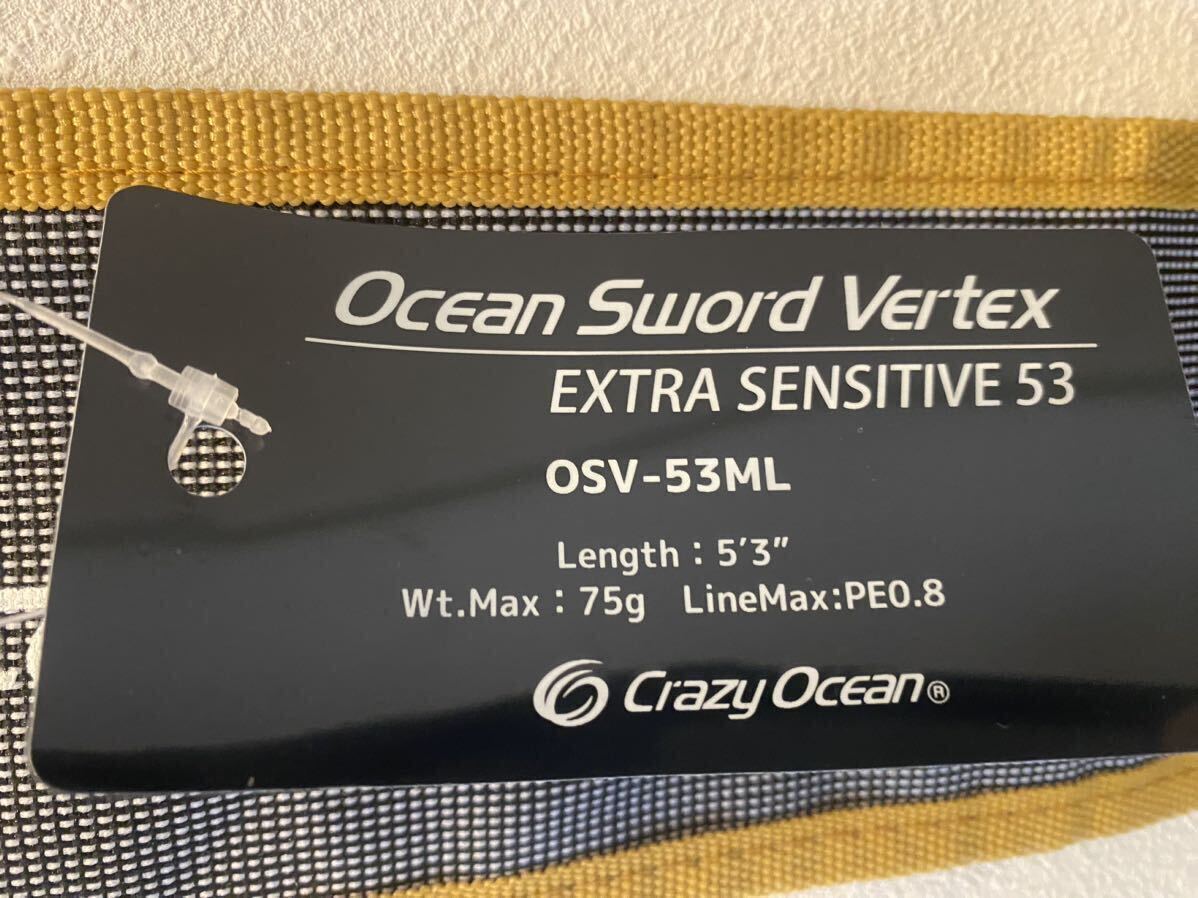 Ocean Sword Vertex
EXTRA SENSITIVE 53
OSV-53ML
Length : 5'3"
Wt.Max : 75g LineMax:PE0.8
Crazy Ocean®